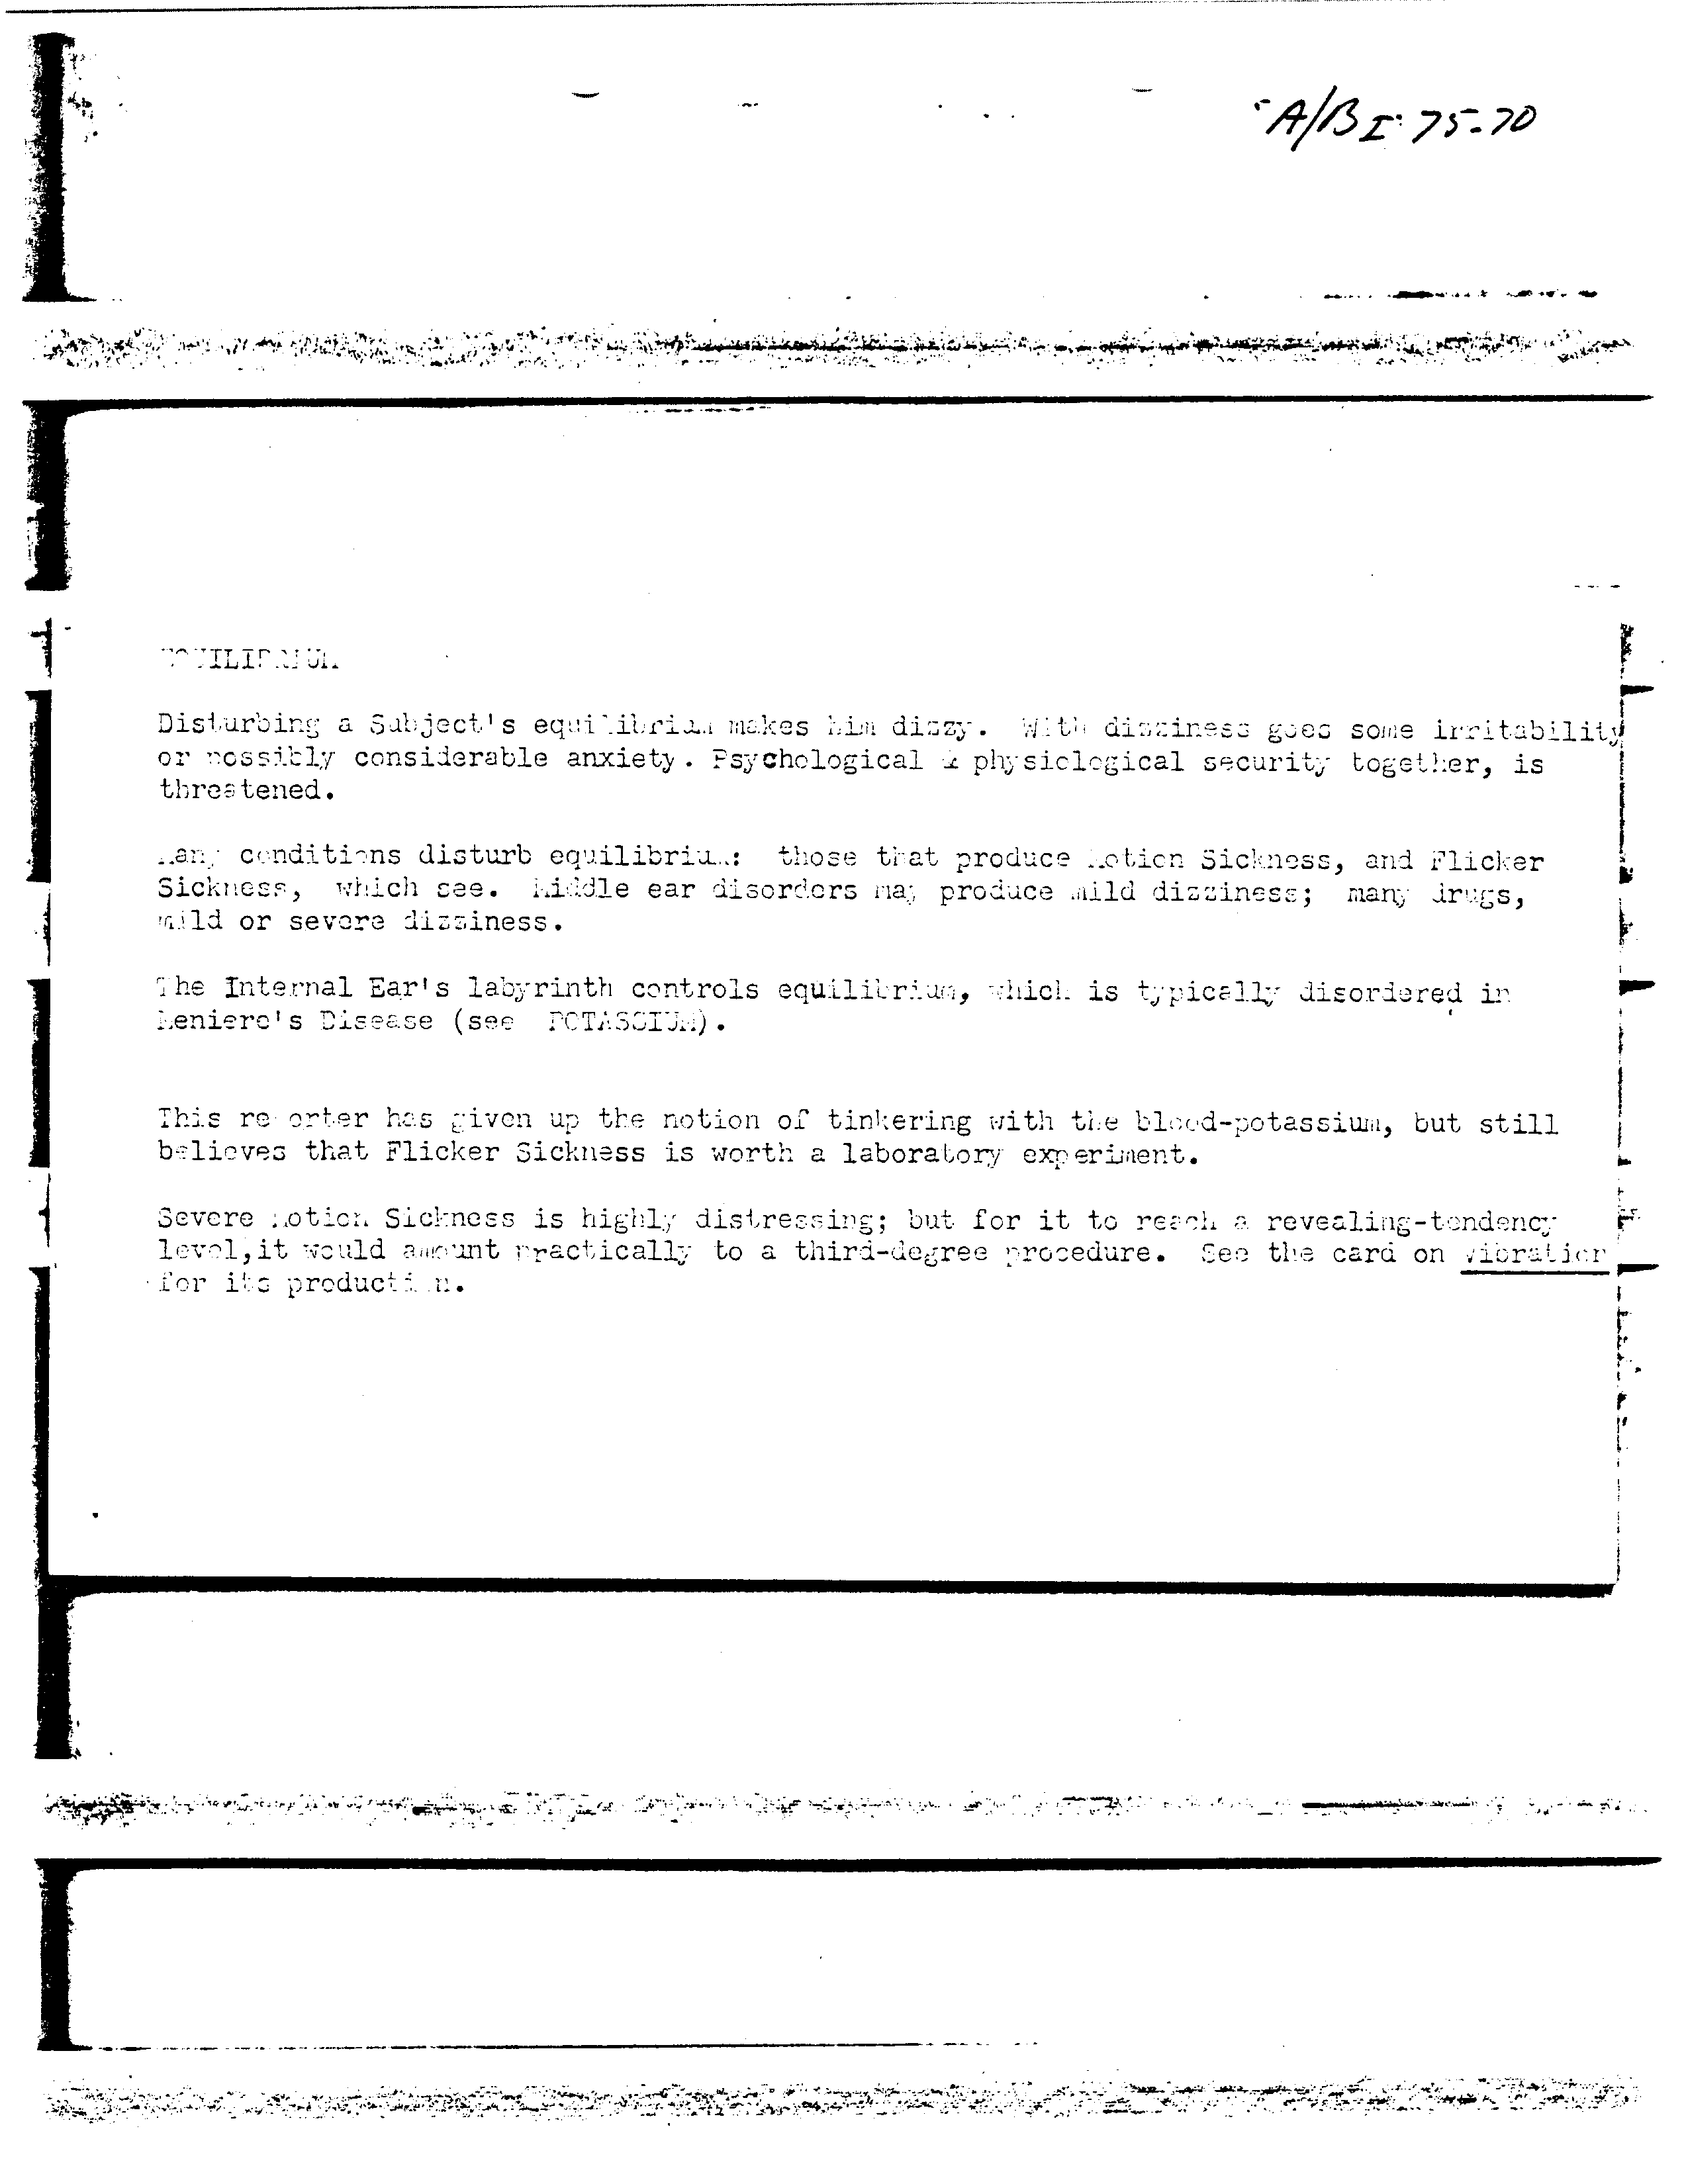 A/B I 75-70
EQUILIBRIUM
Disturbing a Subject's equilibrium makes him dizzy. With dizziness goes some irritability
or possibly considerable anxiety. Psychological & physiological security together, is
threatened.
Many conditions disturb equilibrium: those that produce Motion Sickness, and Flicker
Sickness, which see. Middle ear disorders may produce mild dizziness; many drugs,
mild or severe dizziness.
The Internal Ear's labyrinth controls equilibrium, which is typically disordered in
Meniere's Disease (see POTASSIUM).
This reporter has given up the notion of tinkering with the blood-potassium, but still
believes that Flicker Sickness is worth a laboratory experiment.
Severe Motion Sickness is highly distressing; but for it to reach a revealing-tendency
level,it would amount practically to a third-degree procedure. See the card on vibration
for its production.